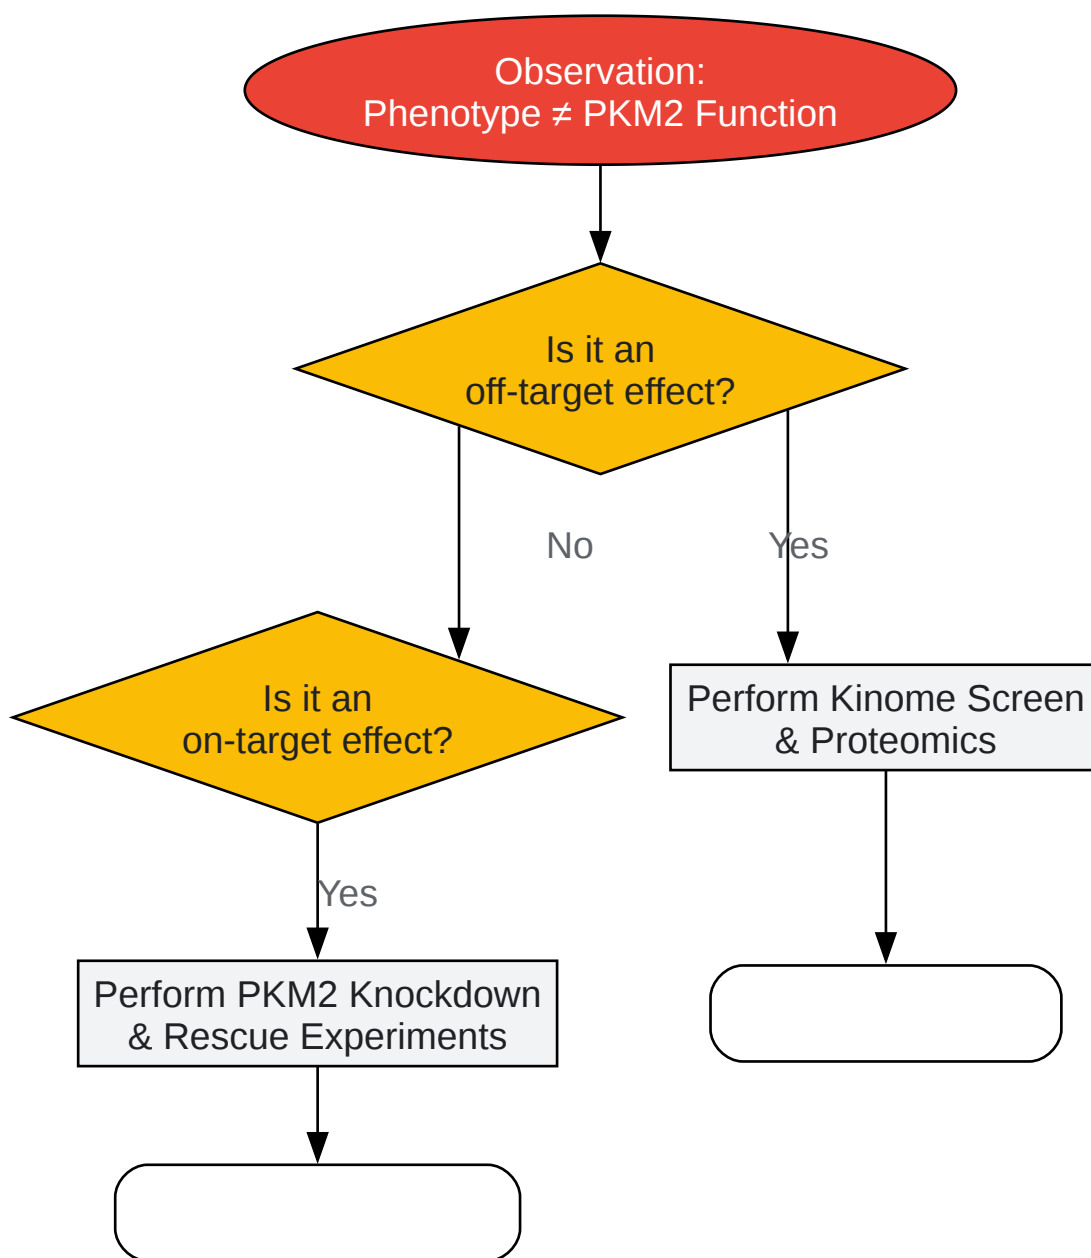 Observation:
Phenotype ≠ PKM2 Function
Is it an
off-target effect?
No
Yes
Is it an
on-target effect?
Perform Kinome Screen
& Proteomics
Yes
Perform PKM2 Knockdown
& Rescue Experiments